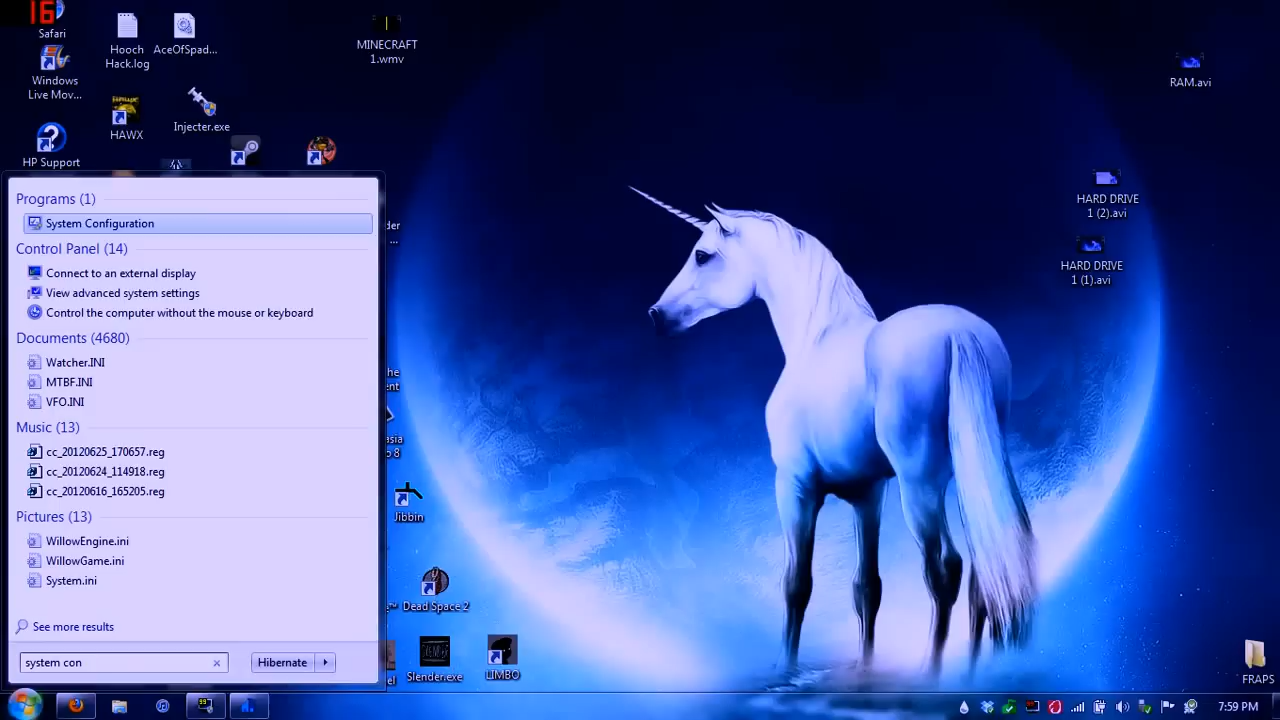 16
Safari
Hooch
Hack.log
AceOfSpad...
MINECRAFT
1.wmv
Windows
Live Mov...
HAWX
Injecter.exe
HP Support
RAM.avi
HARD DRIVE
1 (2).avi
HARD DRIVE
1 (1).avi
Programs (1)
System Configuration
Control Panel (14)
Connect to an external display
View advanced system settings
Control the computer without the mouse or keyboard
Documents (4680)
Watcher.INI
MTBF.INI
VFO.INI
Music (13)
cc_20120625_170657.reg
cc_20120624_114918.reg
cc_20120616_165205.reg
Pictures (13)
WillowEngine.ini
WillowGame.ini
System.ini
See more results
system con
Hibernate
Jibbin
Dead Space 2
Slender.exe
LIMBO
FRAPS
7:59 PM